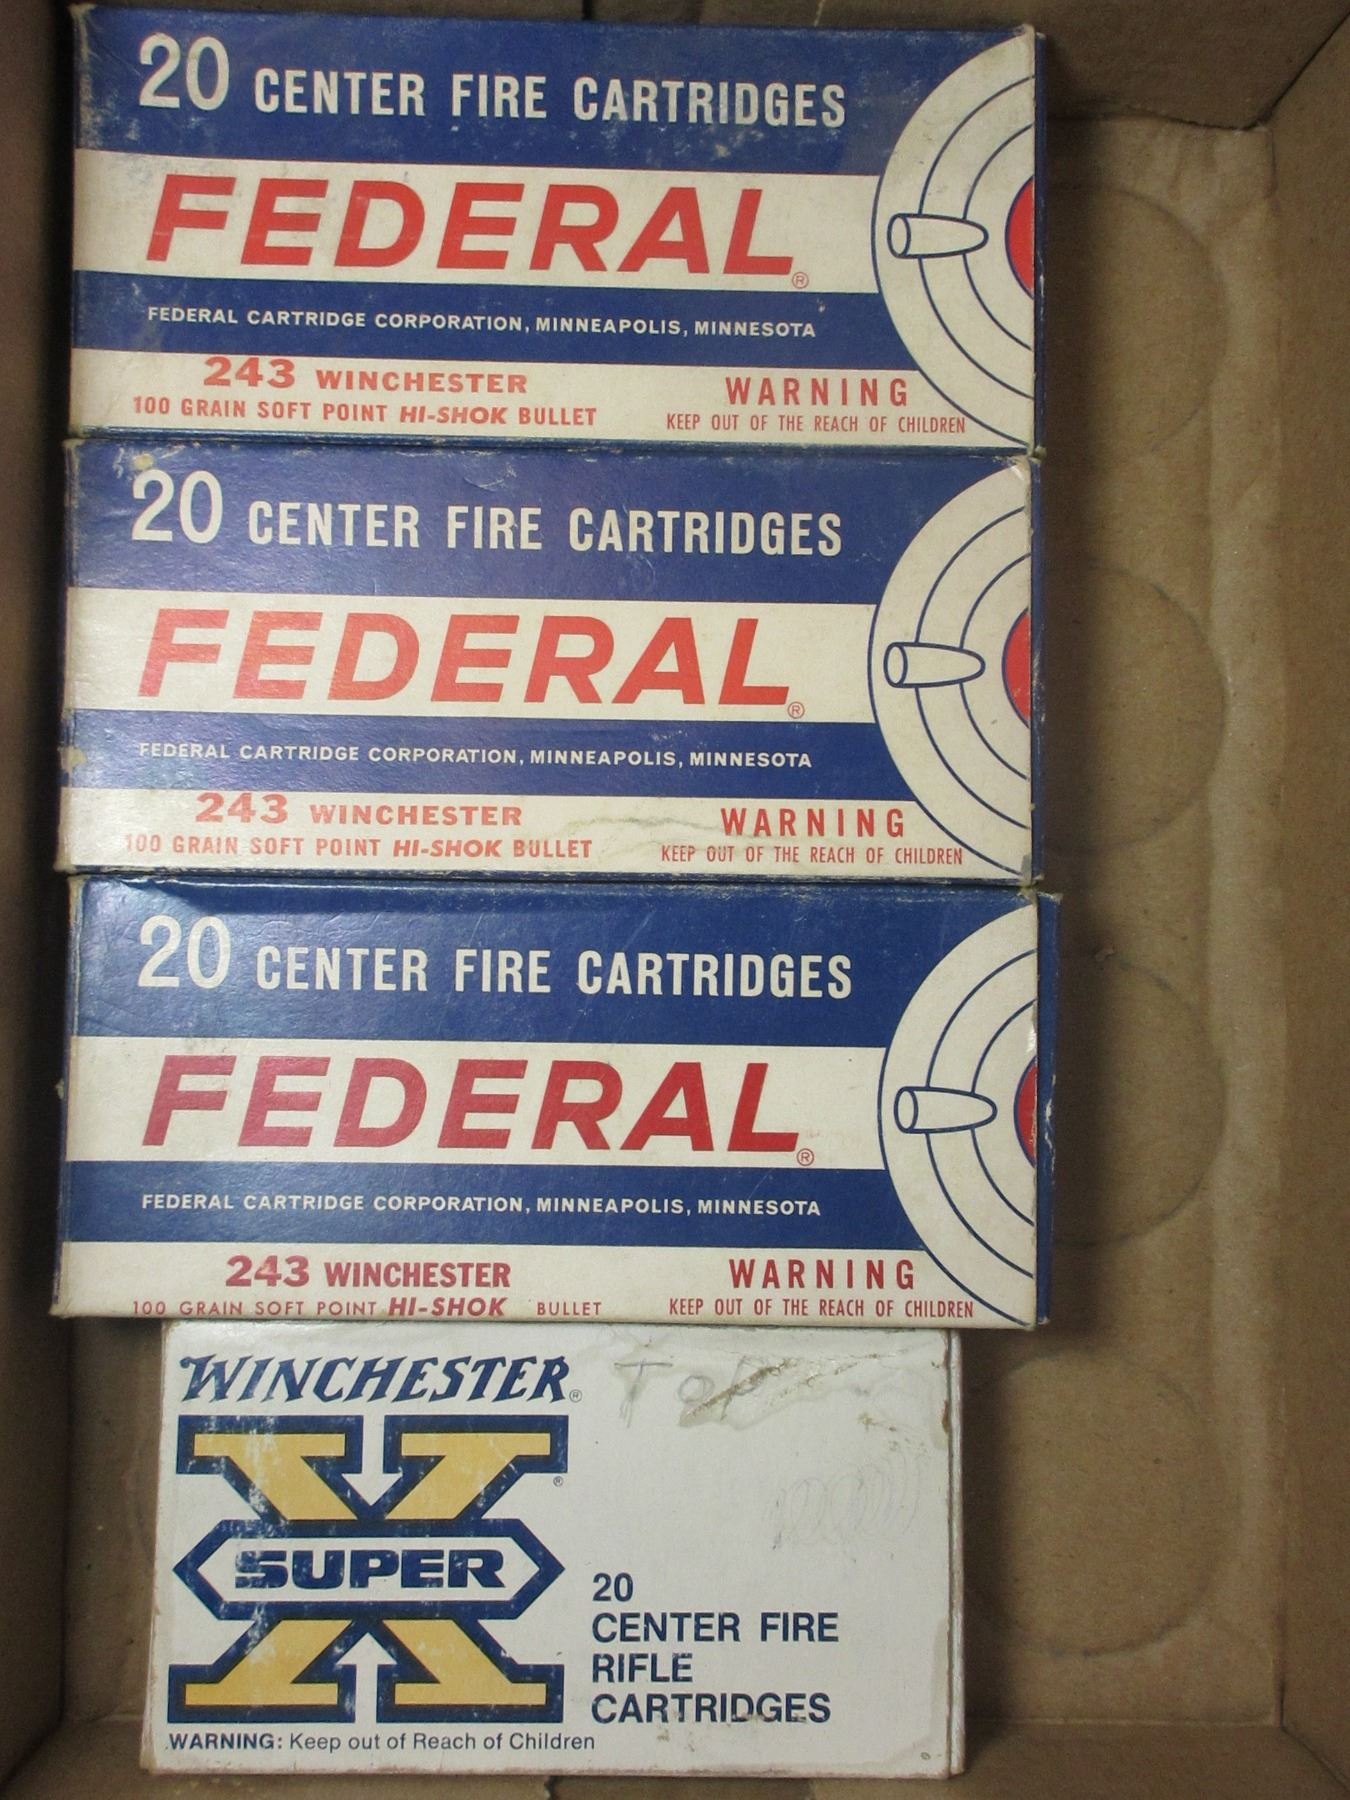 20 CENTER FIRE CARTRIDGES
FEDERAL®
FEDERAL CARTRIDGE CORPORATION, MINNEAPOLIS, MINNESOTA
243 WINCHESTER
100 GRAIN SOFT POINT HI-SHOK BULLET
WARNING
KEEP OUT OF THE REACH OF CHILDREN
20 CENTER FIRE CARTRIDGES
FEDERAL®
FEDERAL CARTRIDGE CORPORATION, MINNEAPOLIS, MINNESOTA
243 WINCHESTER
100 GRAIN SOFT POINT HI-SHOK BULLET
WARNING
KEEP OUT OF THE REACH OF CHILDREN
20 CENTER FIRE CARTRIDGES
FEDERAL®
FEDERAL CARTRIDGE CORPORATION, MINNEAPOLIS, MINNESOTA
243 WINCHESTER
100 GRAIN SOFT POINT HI-SHOK BULLET
WARNING
KEEP OUT OF THE REACH OF CHILDREN
WINCHESTER®
Top
X®
SUPER
20
CENTER FIRE
RIFLE
CARTRIDGES
WARNING: Keep out of Reach of Children